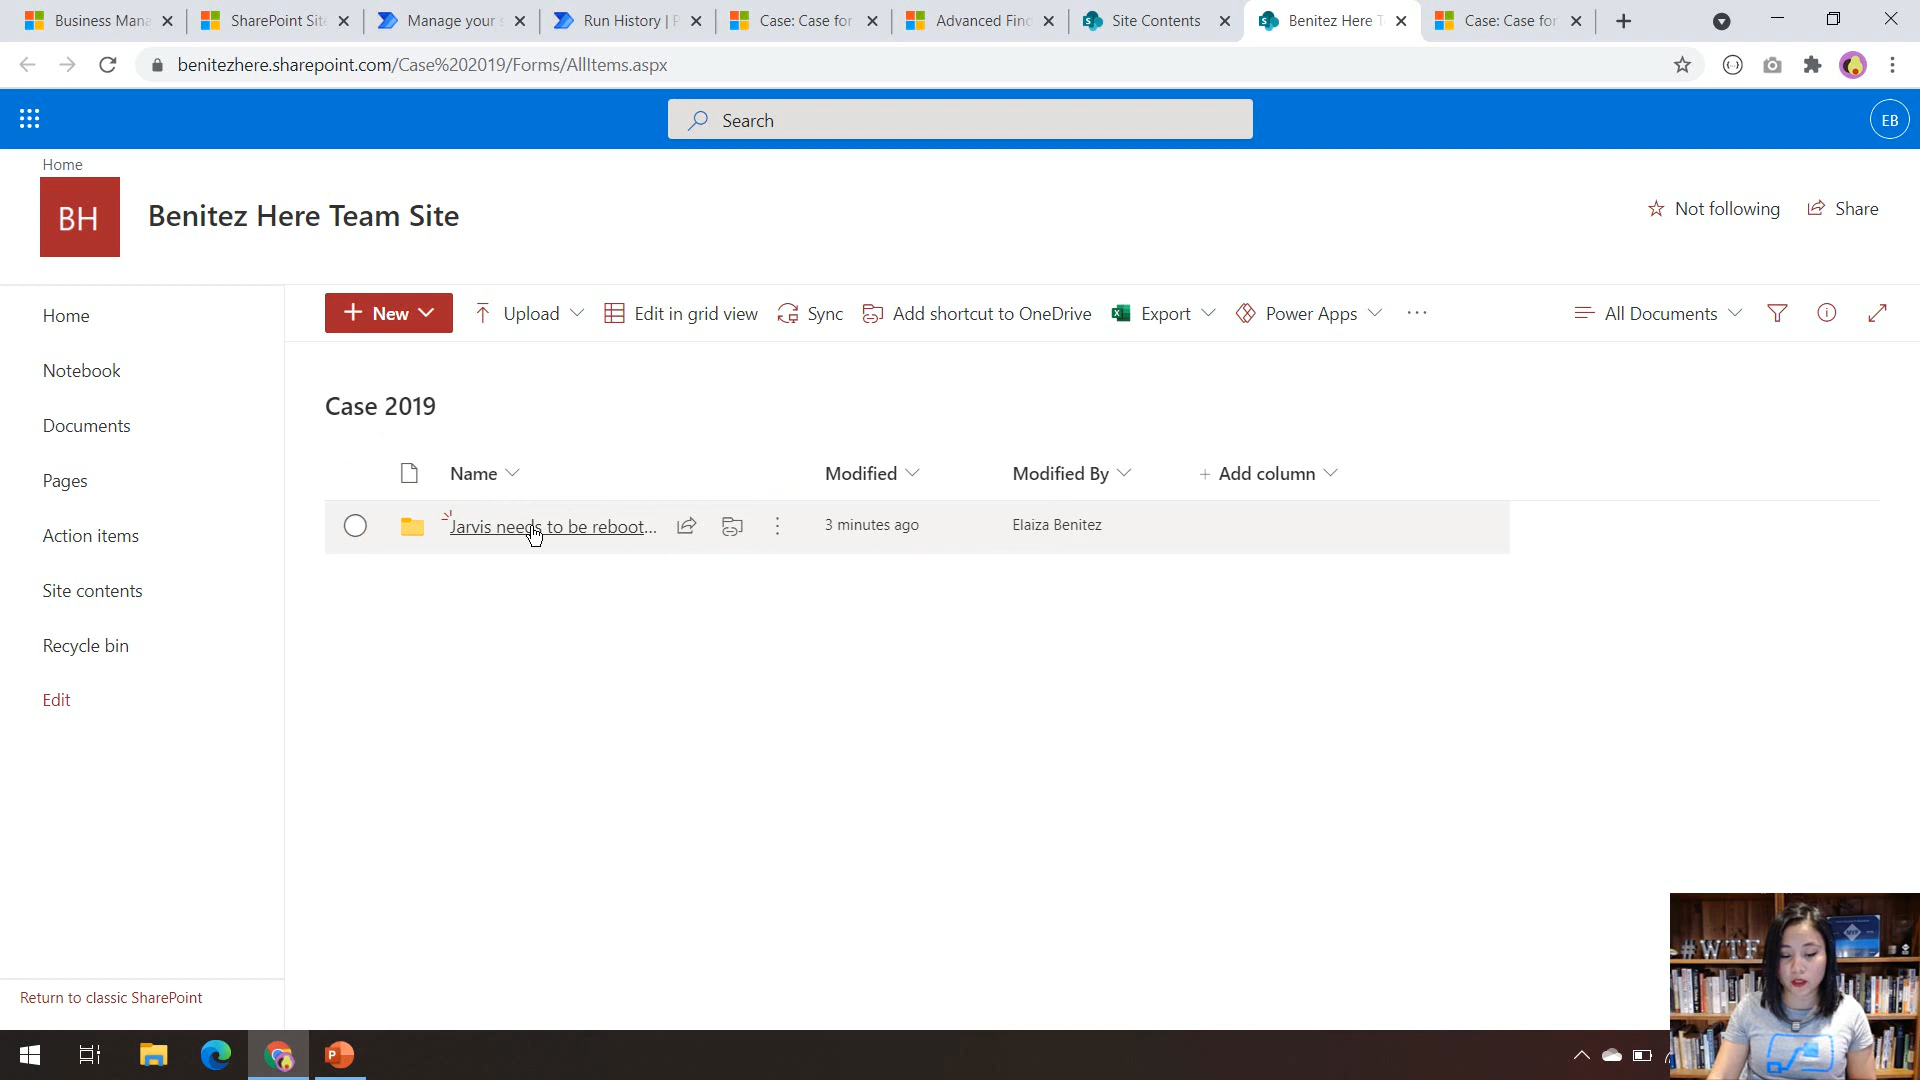 Business Mana
SharePoint Site
Manage your s
Run History | P
Case: Case for
Advanced Find
Site Contents
Benitez Here T
Case: Case for
benitezhere.sharepoint.com/Case%202019/Forms/AllItems.aspx
Search
EB
Home
BH
Benitez Here Team Site
Not following
Share
Home
Notebook
Documents
Pages
Action items
Site contents
Recycle bin
Edit
Return to classic SharePoint
New
Upload
Edit in grid view
Sync
Add shortcut to OneDrive
Export
Power Apps
All Documents
Case 2019
Name
Modified
Modified By
Add column
Jarvis needs to be reboot...
3 minutes ago
Elaiza Benitez
#WTF